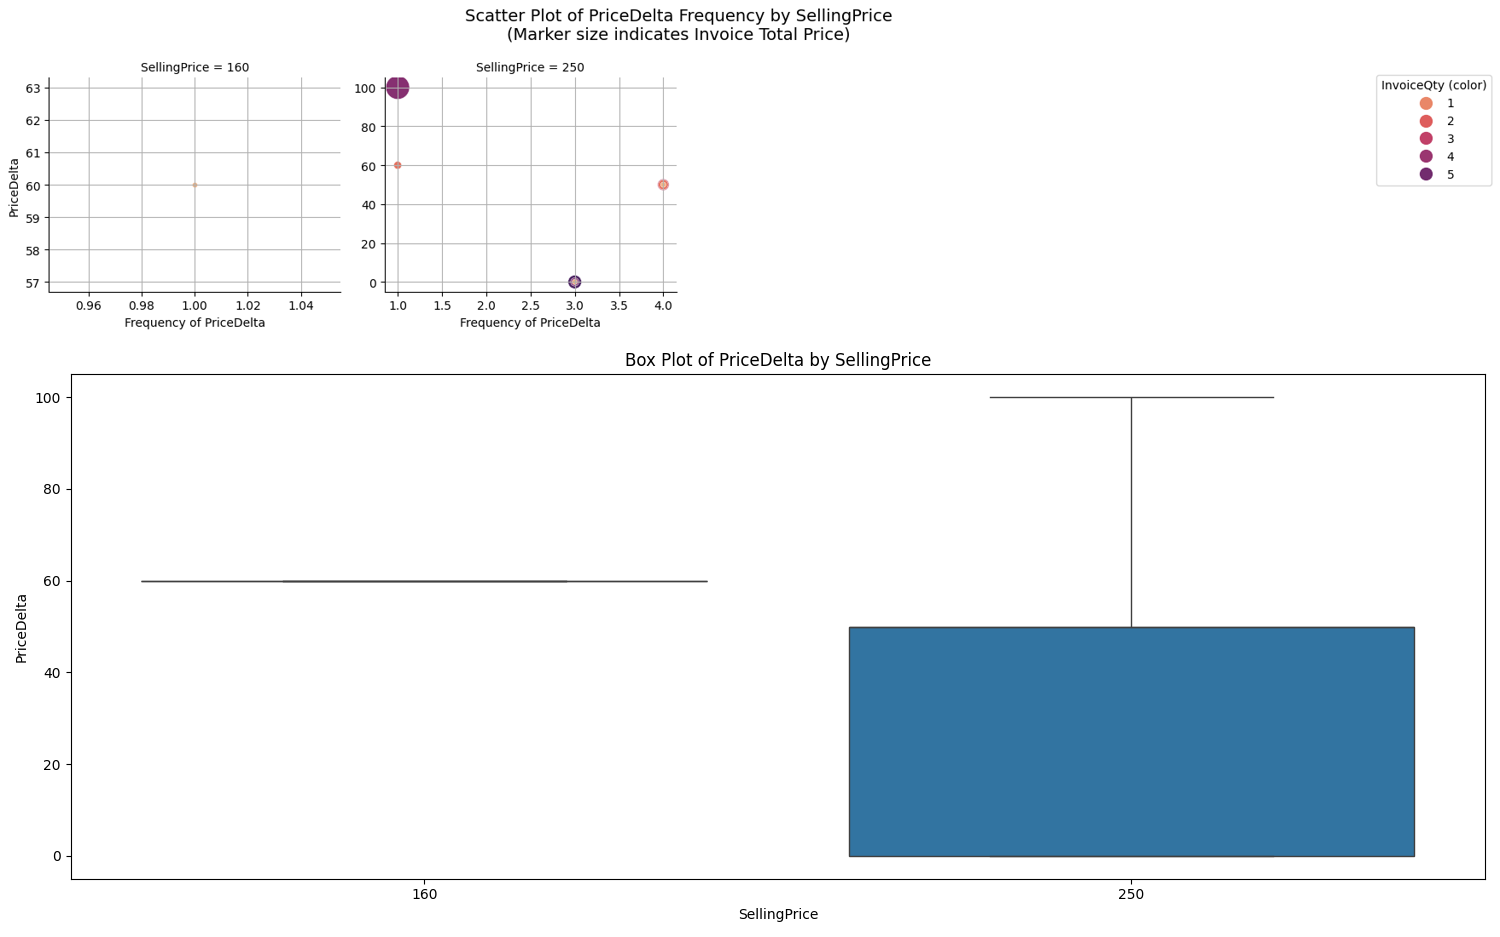 Scatter Plot of PriceDelta Frequency by SellingPrice
(Marker size indicates Invoice Total Price)
SellingPrice = 160
63
62
61
60
59
58
57
PriceDelta
0.96 0.98 1.00 1.02 1.04
Frequency of PriceDelta
SellingPrice = 250
100
80
60
40
20
0
1.0 1.5 2.0 2.5 3.0 3.5 4.0
Frequency of PriceDelta
InvoiceQty (color)
1
2
3
4
5
Box Plot of PriceDelta by SellingPrice
100
80
60
40
20
0
PriceDelta
160 250
SellingPrice